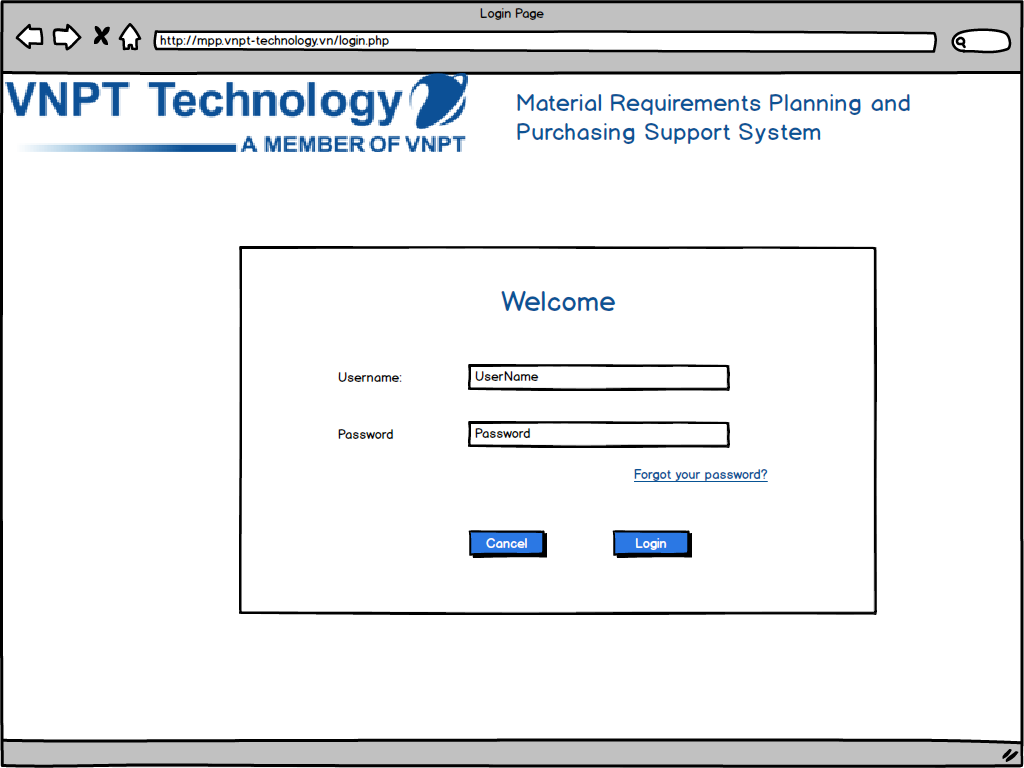 Login Page
http://mpp.vnpt-technology.vn/login.php
VNPT Technology
A MEMBER OF VNPT
Material Requirements Planning and
Purchasing Support System
Welcome
Username:
UserName
Password
Password
Forgot your password?
Cancel
Login